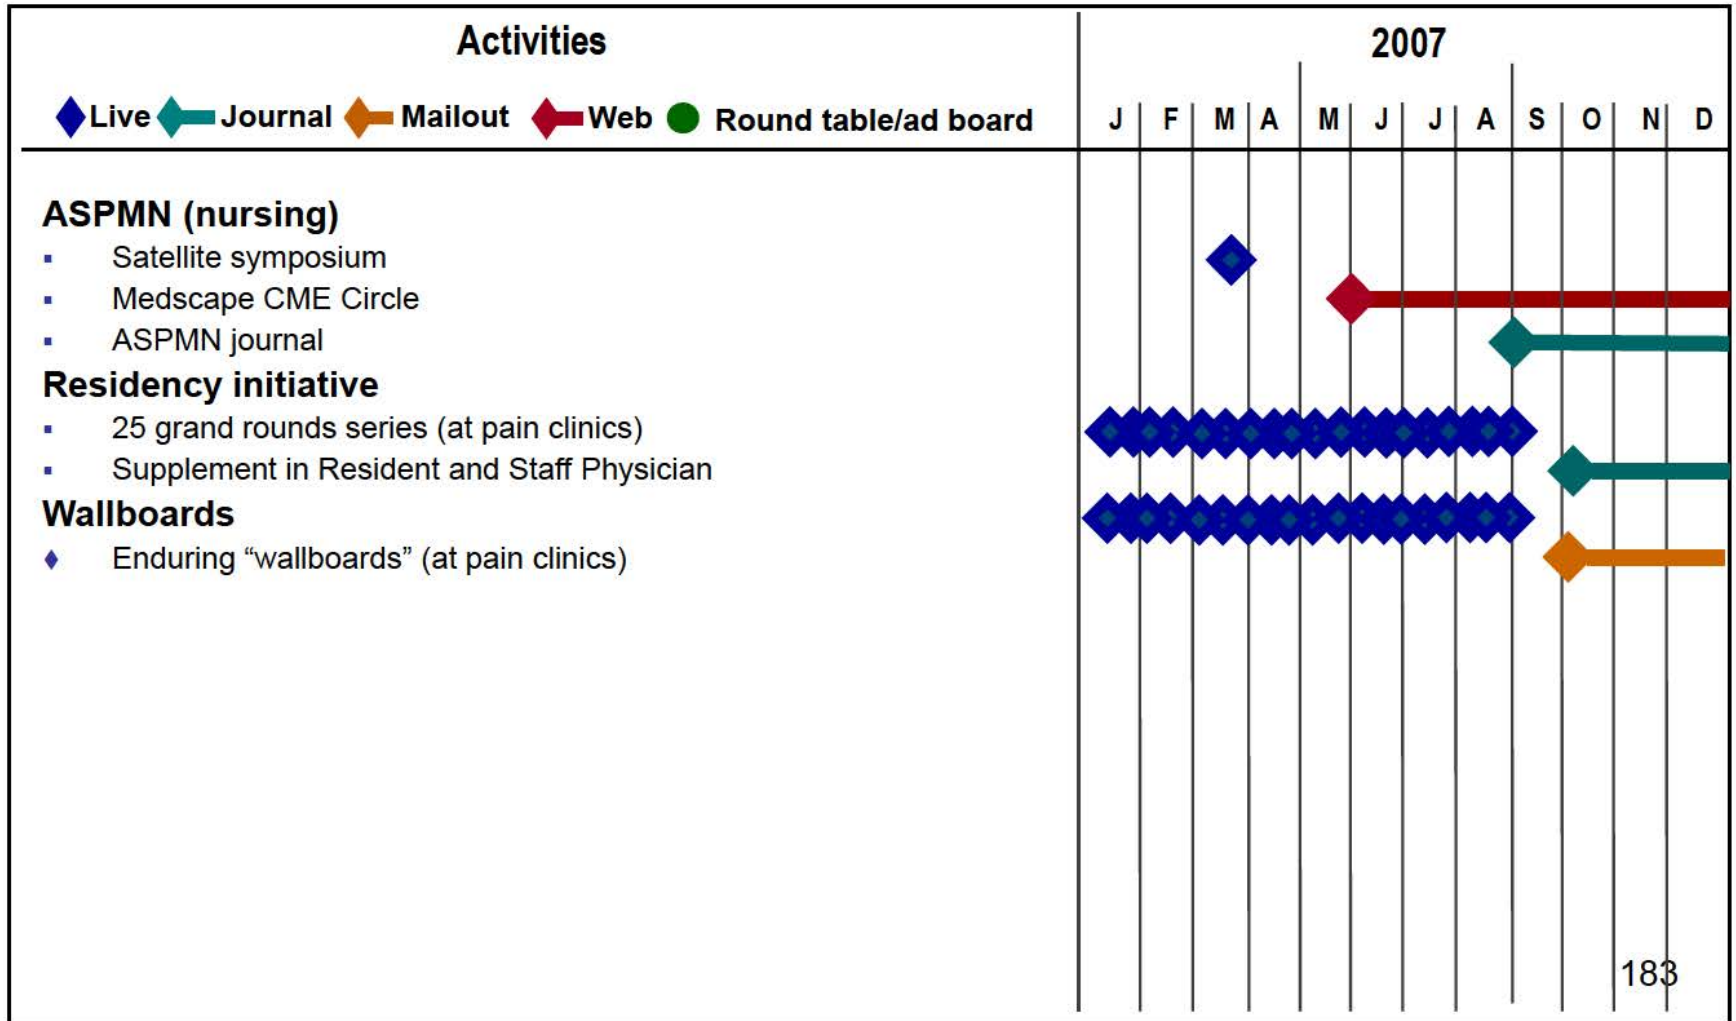 Activities
2007
Live Journal Mailout Web Round table/ad board
J F M A M J J A S O N D
ASPMN (nursing)
▪ Satellite symposium
▪ Medscape CME Circle
▪ ASPMN journal
Residency initiative
▪ 25 grand rounds series (at pain clinics)
▪ Supplement in Resident and Staff Physician
Wallboards
♦ Enduring “wallboards” (at pain clinics)
183